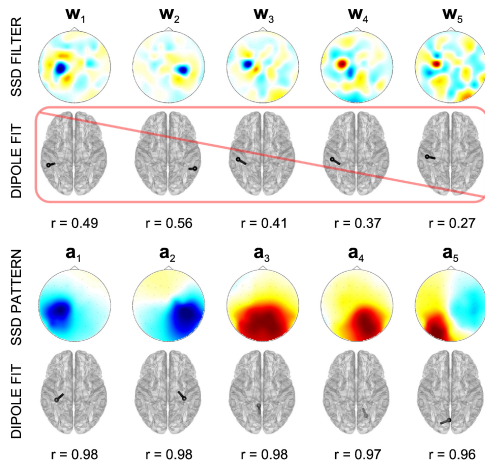 w1 w2 w3 w4 w5
SSD FILTER
DIPOLE FIT
r = 0.49 r = 0.56 r = 0.41 r = 0.37 r = 0.27
a1 a2 a3 a4 a5
SSD PATTERN
DIPOLE FIT
r = 0.98 r = 0.98 r = 0.98 r = 0.97 r = 0.96